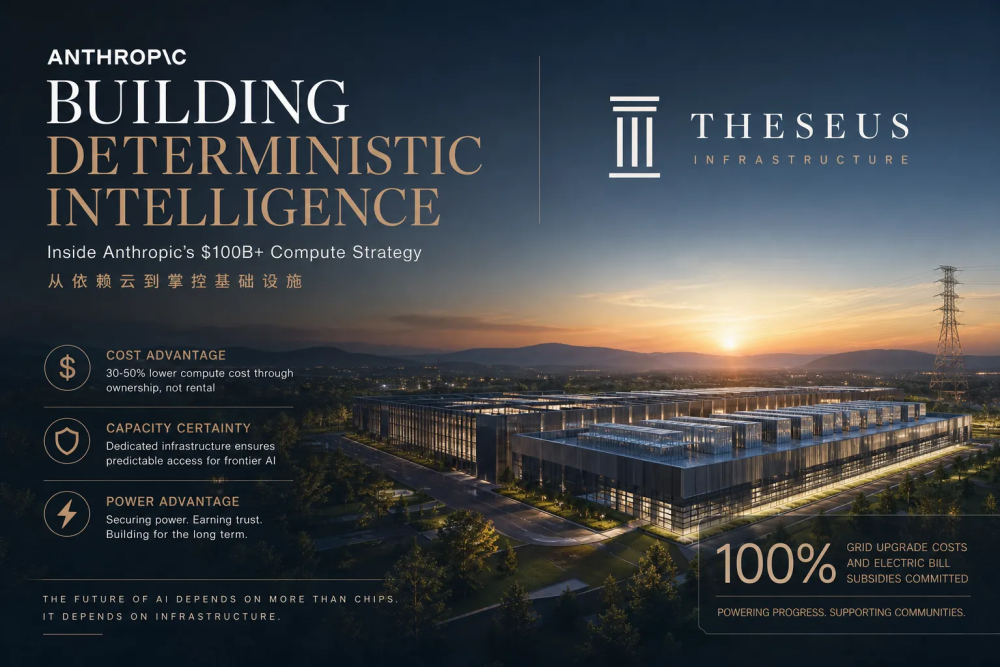 ANTHROP\C
BUILDING
DETERMINISTIC
INTELLIGENCE
Inside Anthropic's $100B+ Compute Strategy
从依赖云到掌控基础设施
THESEUS
INFRASTRUCTURE
$
COST ADVANTAGE
30-50% lower compute cost through
ownership, not rental
CAPACITY CERTAINTY
Dedicated infrastructure ensures
predictable access for frontier AI
POWER ADVANTAGE
Securing power. Earning trust.
Building for the long term.
THE FUTURE OF AI DEPENDS ON MORE THAN CHIPS.
IT DEPENDS ON INFRASTRUCTURE.
100%
GRID UPGRADE COSTS
AND ELECTRIC BILL
SUBSIDIES COMMITTED
POWERING PROGRESS. SUPPORTING COMMUNITIES.